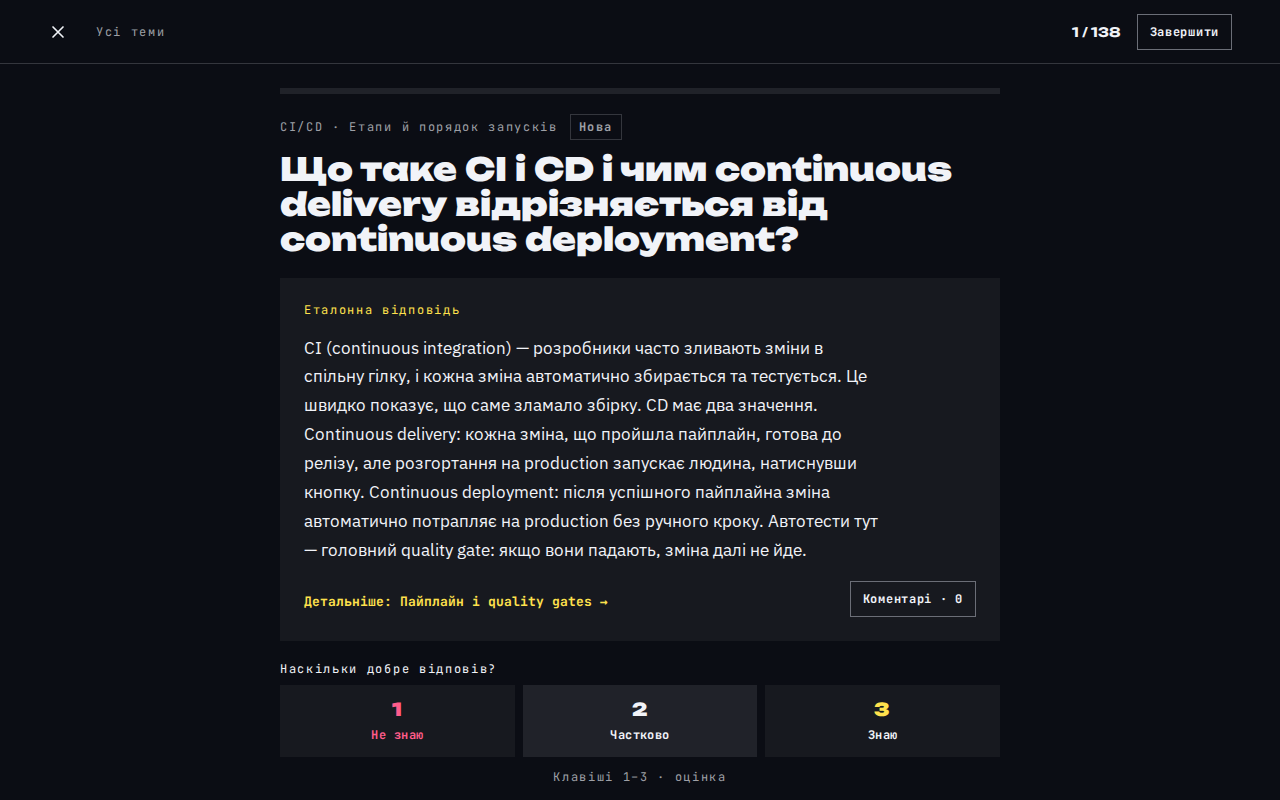 Усі теми
1/138
Завершити
CI/CD · Етапи й порядок запусків
Нова
Що таке CI і CD і чим continuous
delivery відрізняється від
continuous deployment?
Еталонна відповідь
CI (continuous integration) — розробники часто зливають зміни в
спільну гілку, і кожна зміна автоматично збирається та тестується. Це
швидко показує, що саме зламало збірку. CD має два значення.
Continuous delivery: кожна зміна, що пройшла пайплайн, готова до
релізу, але розгортання на production запускає людина, натиснувши
кнопку. Continuous deployment: після успішного пайплайна зміна
автоматично потрапляє на production без ручного кроку. Автотести тут
— головний quality gate: якщо вони падають, зміна далі не йде.
Детальніше: Пайплайн і quality gates →
Коментарі · 0
Наскільки добре відповів?
1
Не знаю
2
Частково
3
Знаю
Клавіші 1–3 · оцінка